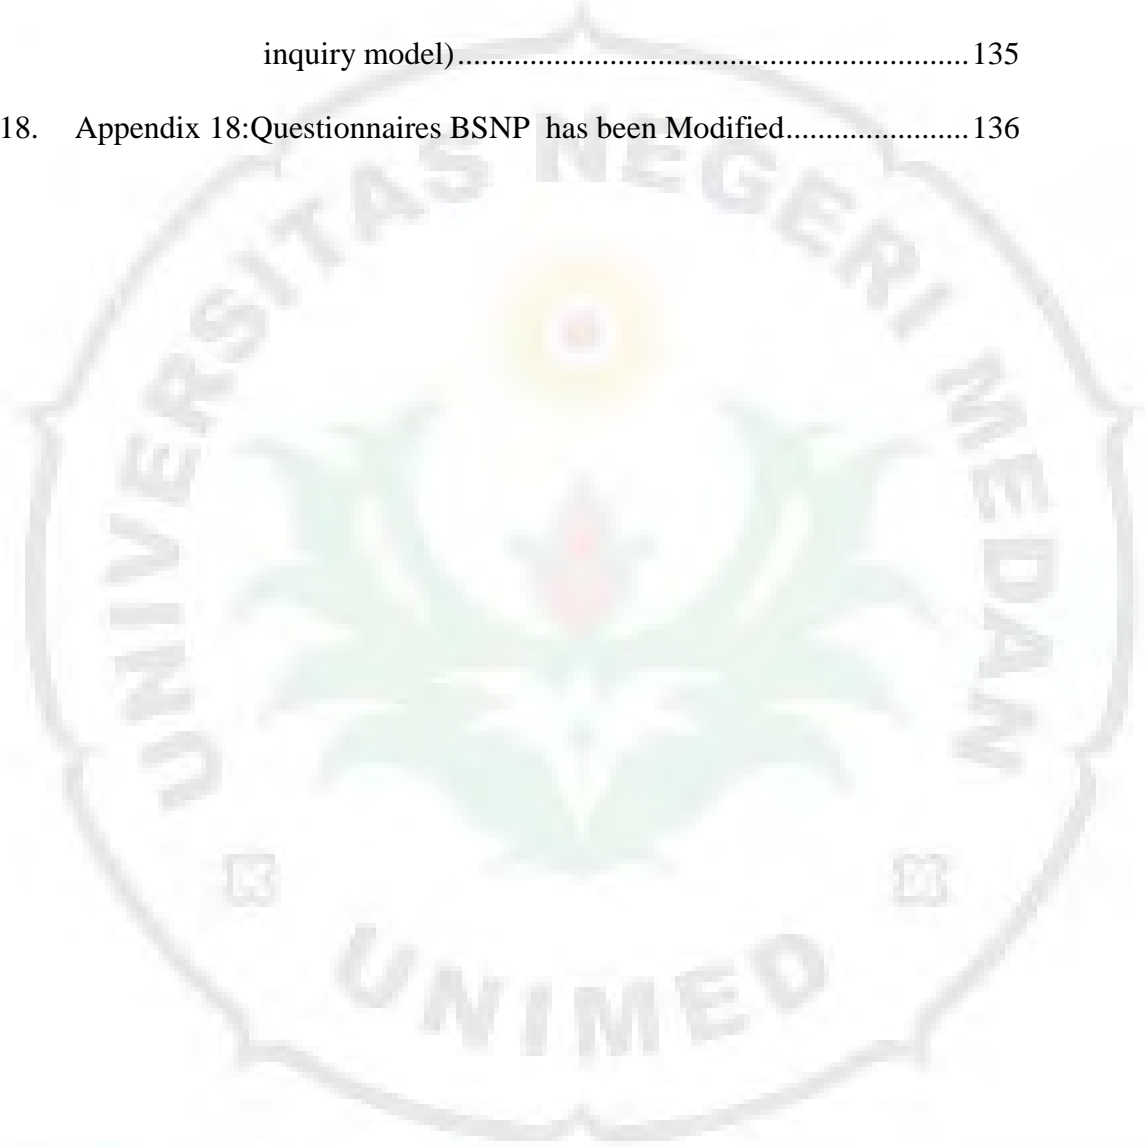 inquiry model).......................................................135
18. Appendix 18:Questionnaires BSNP  has been Modified......................136
UNIVERSITAS NEGERI MEDAN
UNIMED